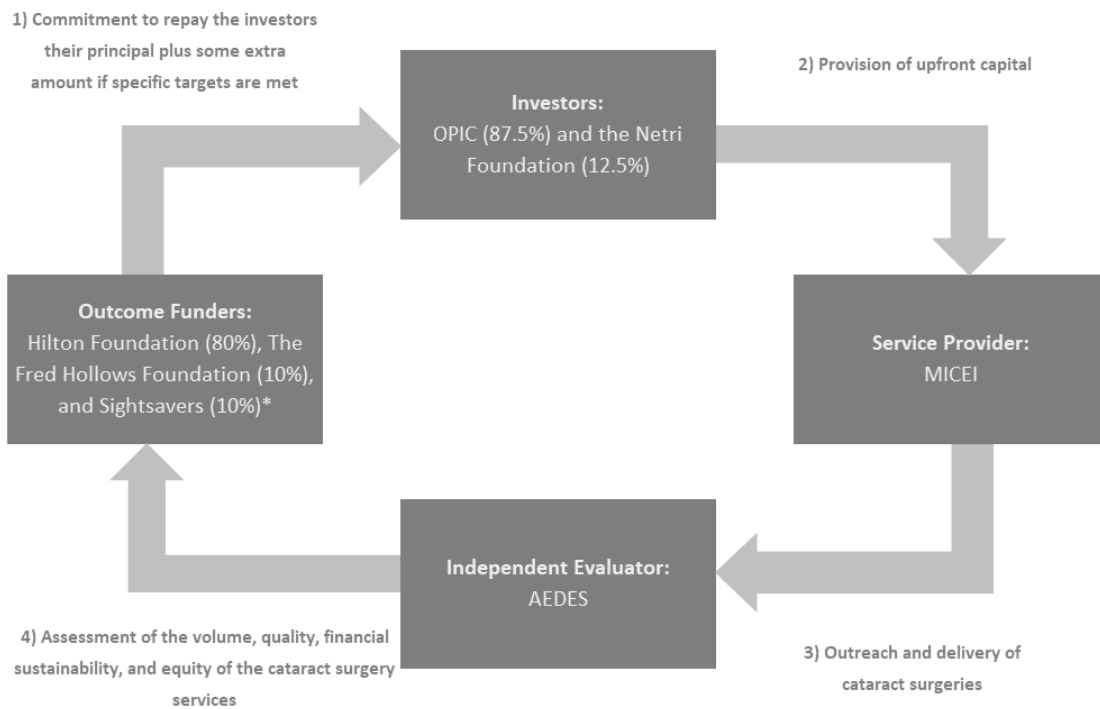 1) Commitment to repay the investors
their principal plus some extra
amount if specific targets are met
Investors:
OPIC (87.5%) and the Netri
Foundation (12.5%)
2) Provision of upfront capital
Outcome Funders:
Hilton Foundation (80%), The
Fred Hollows Foundation (10%),
and Sightsavers (10%)*
Service Provider:
MICEI
Independent Evaluator:
AEDES
4) Assessment of the volume, quality, financial
sustainability, and equity of the cataract surgery
services
3) Outreach and delivery of
cataract surgeries